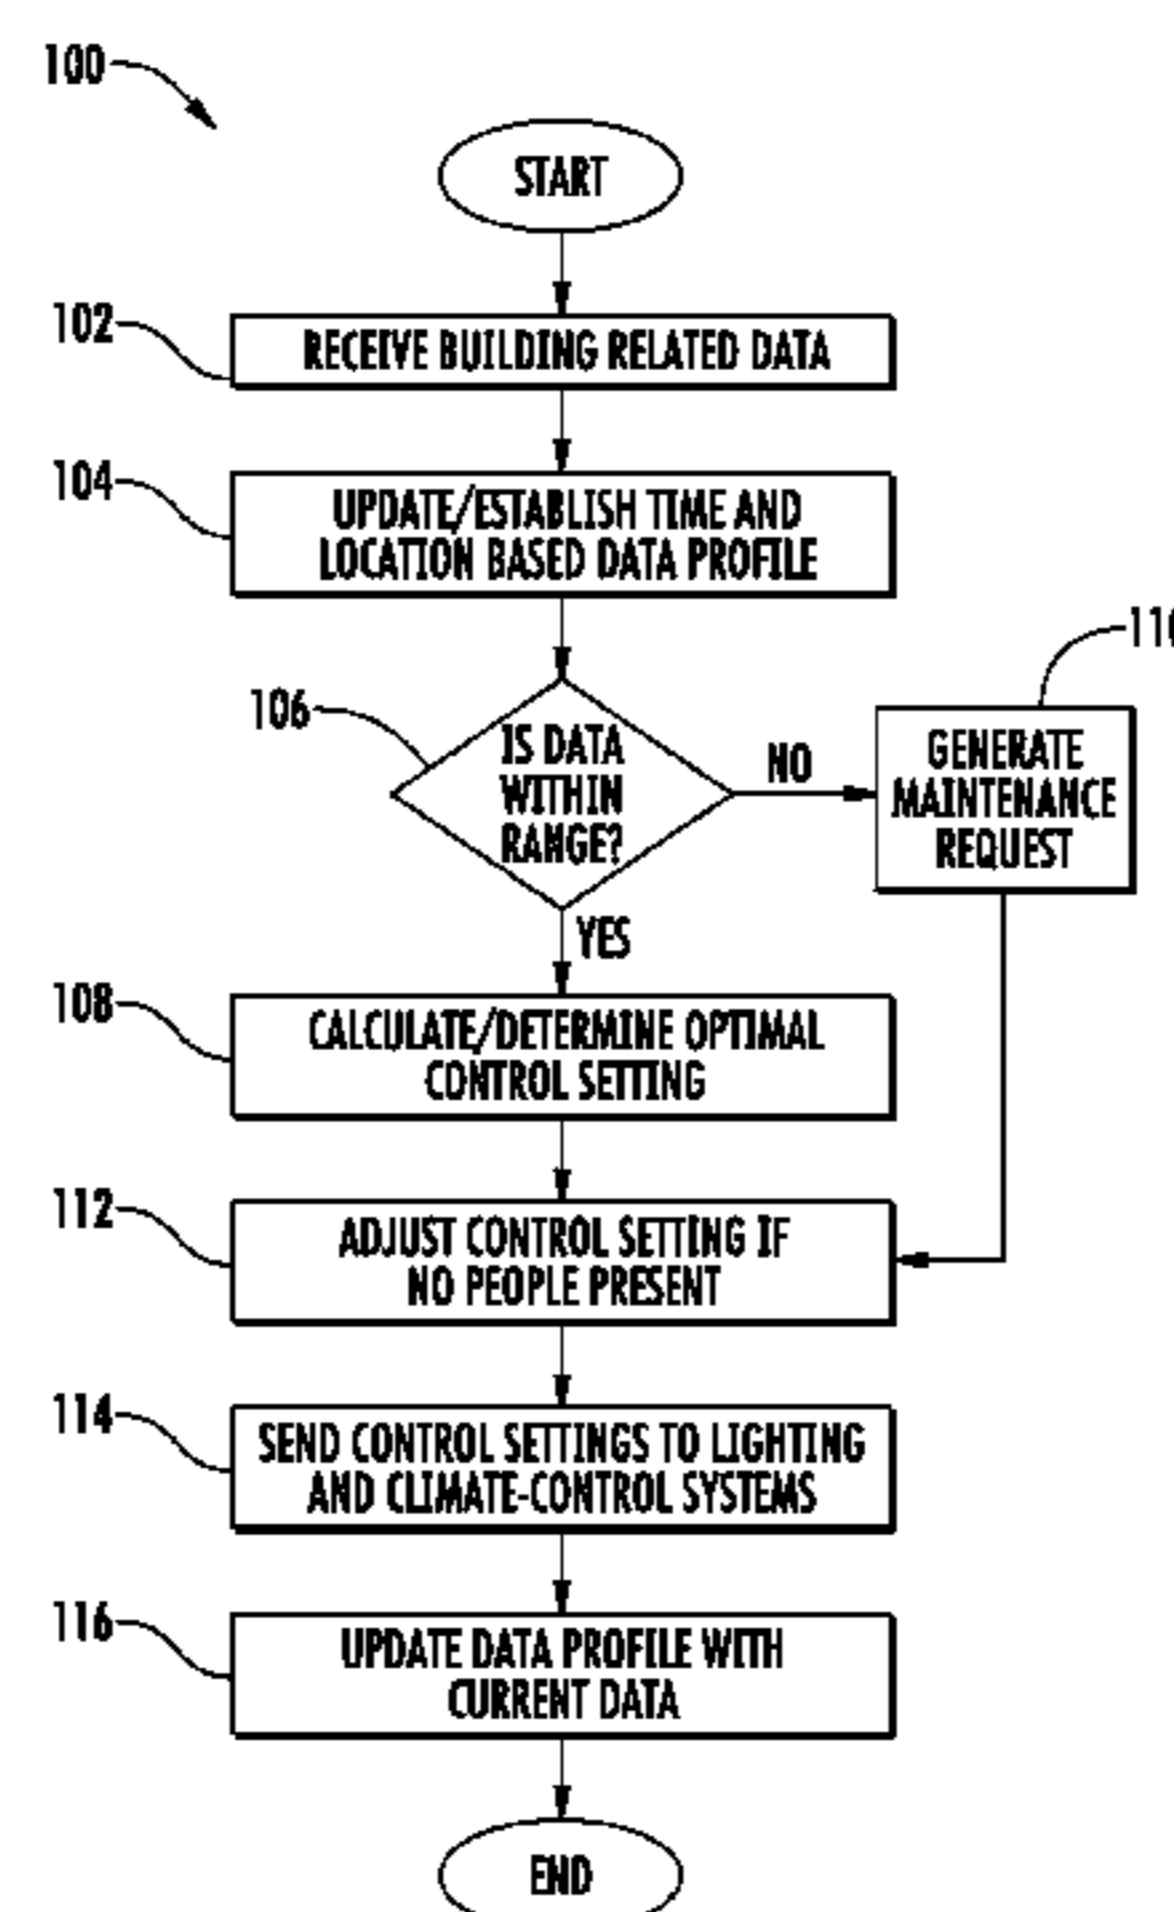 100
START
102
RECEIVE BUILDING RELATED DATA
104
UPDATE/ESTABLISH TIME AND
LOCATION BASED DATA PROFILE
106
IS DATA
WITHIN
RANGE?
NO
110
GENERATE
MAINTENANCE
REQUEST
YES
108
CALCULATE/DETERMINE OPTIMAL
CONTROL SETTING
112
ADJUST CONTROL SETTING IF
NO PEOPLE PRESENT
114
SEND CONTROL SETTINGS TO LIGHTING
AND CLIMATE-CONTROL SYSTEMS
116
UPDATE DATA PROFILE WITH
CURRENT DATA
END